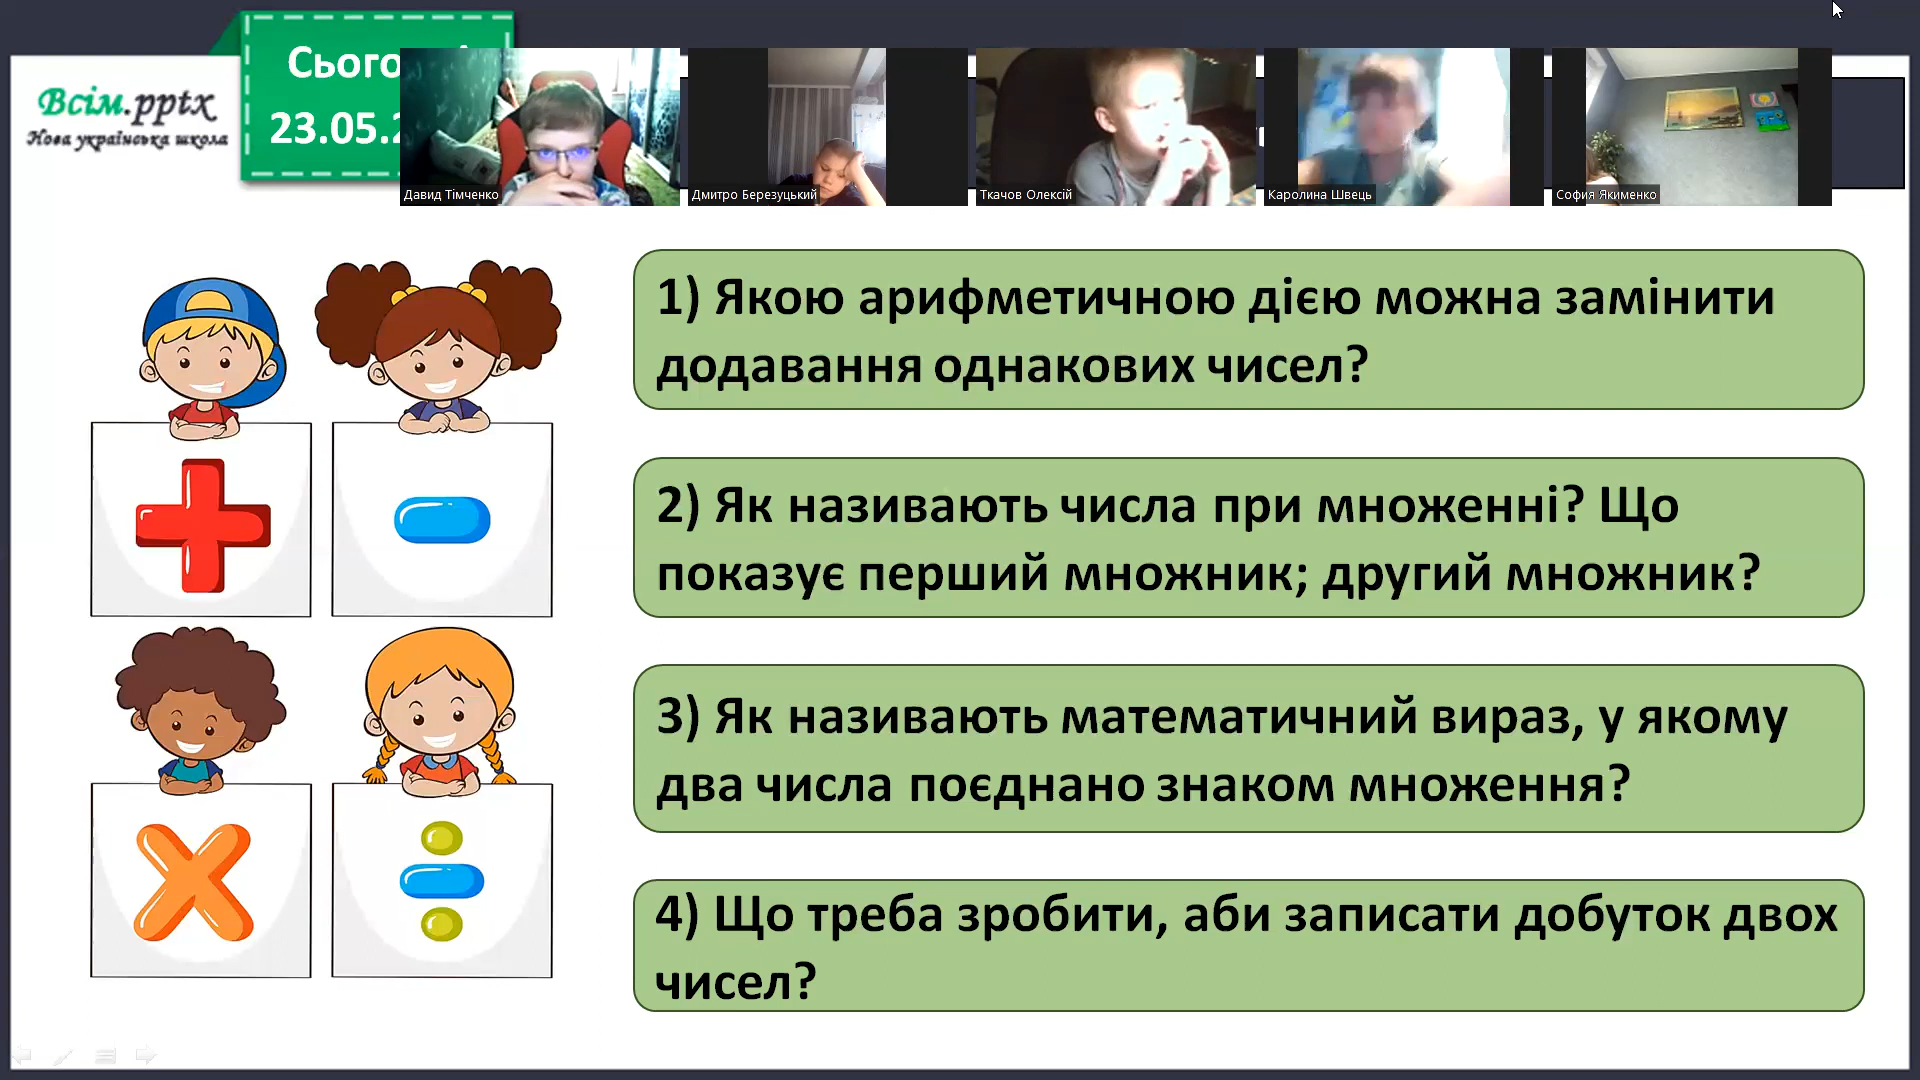 Всім.pptx
Нова українська школа
23.05.2
Давид Тімченко
Дмитро Березуцький
Ткачов Олексій
Каролина Швець
София Якименко
1) Якою арифметичною дією можна замінити
додавання однакових чисел?
2) Як називають числа при множенні? Що
показує перший множник; другий множник?
3) Як називають математичний вираз, у якому
два числа поєднано знаком множення?
4) Що треба зробити, аби записати добуток двох
чисел?